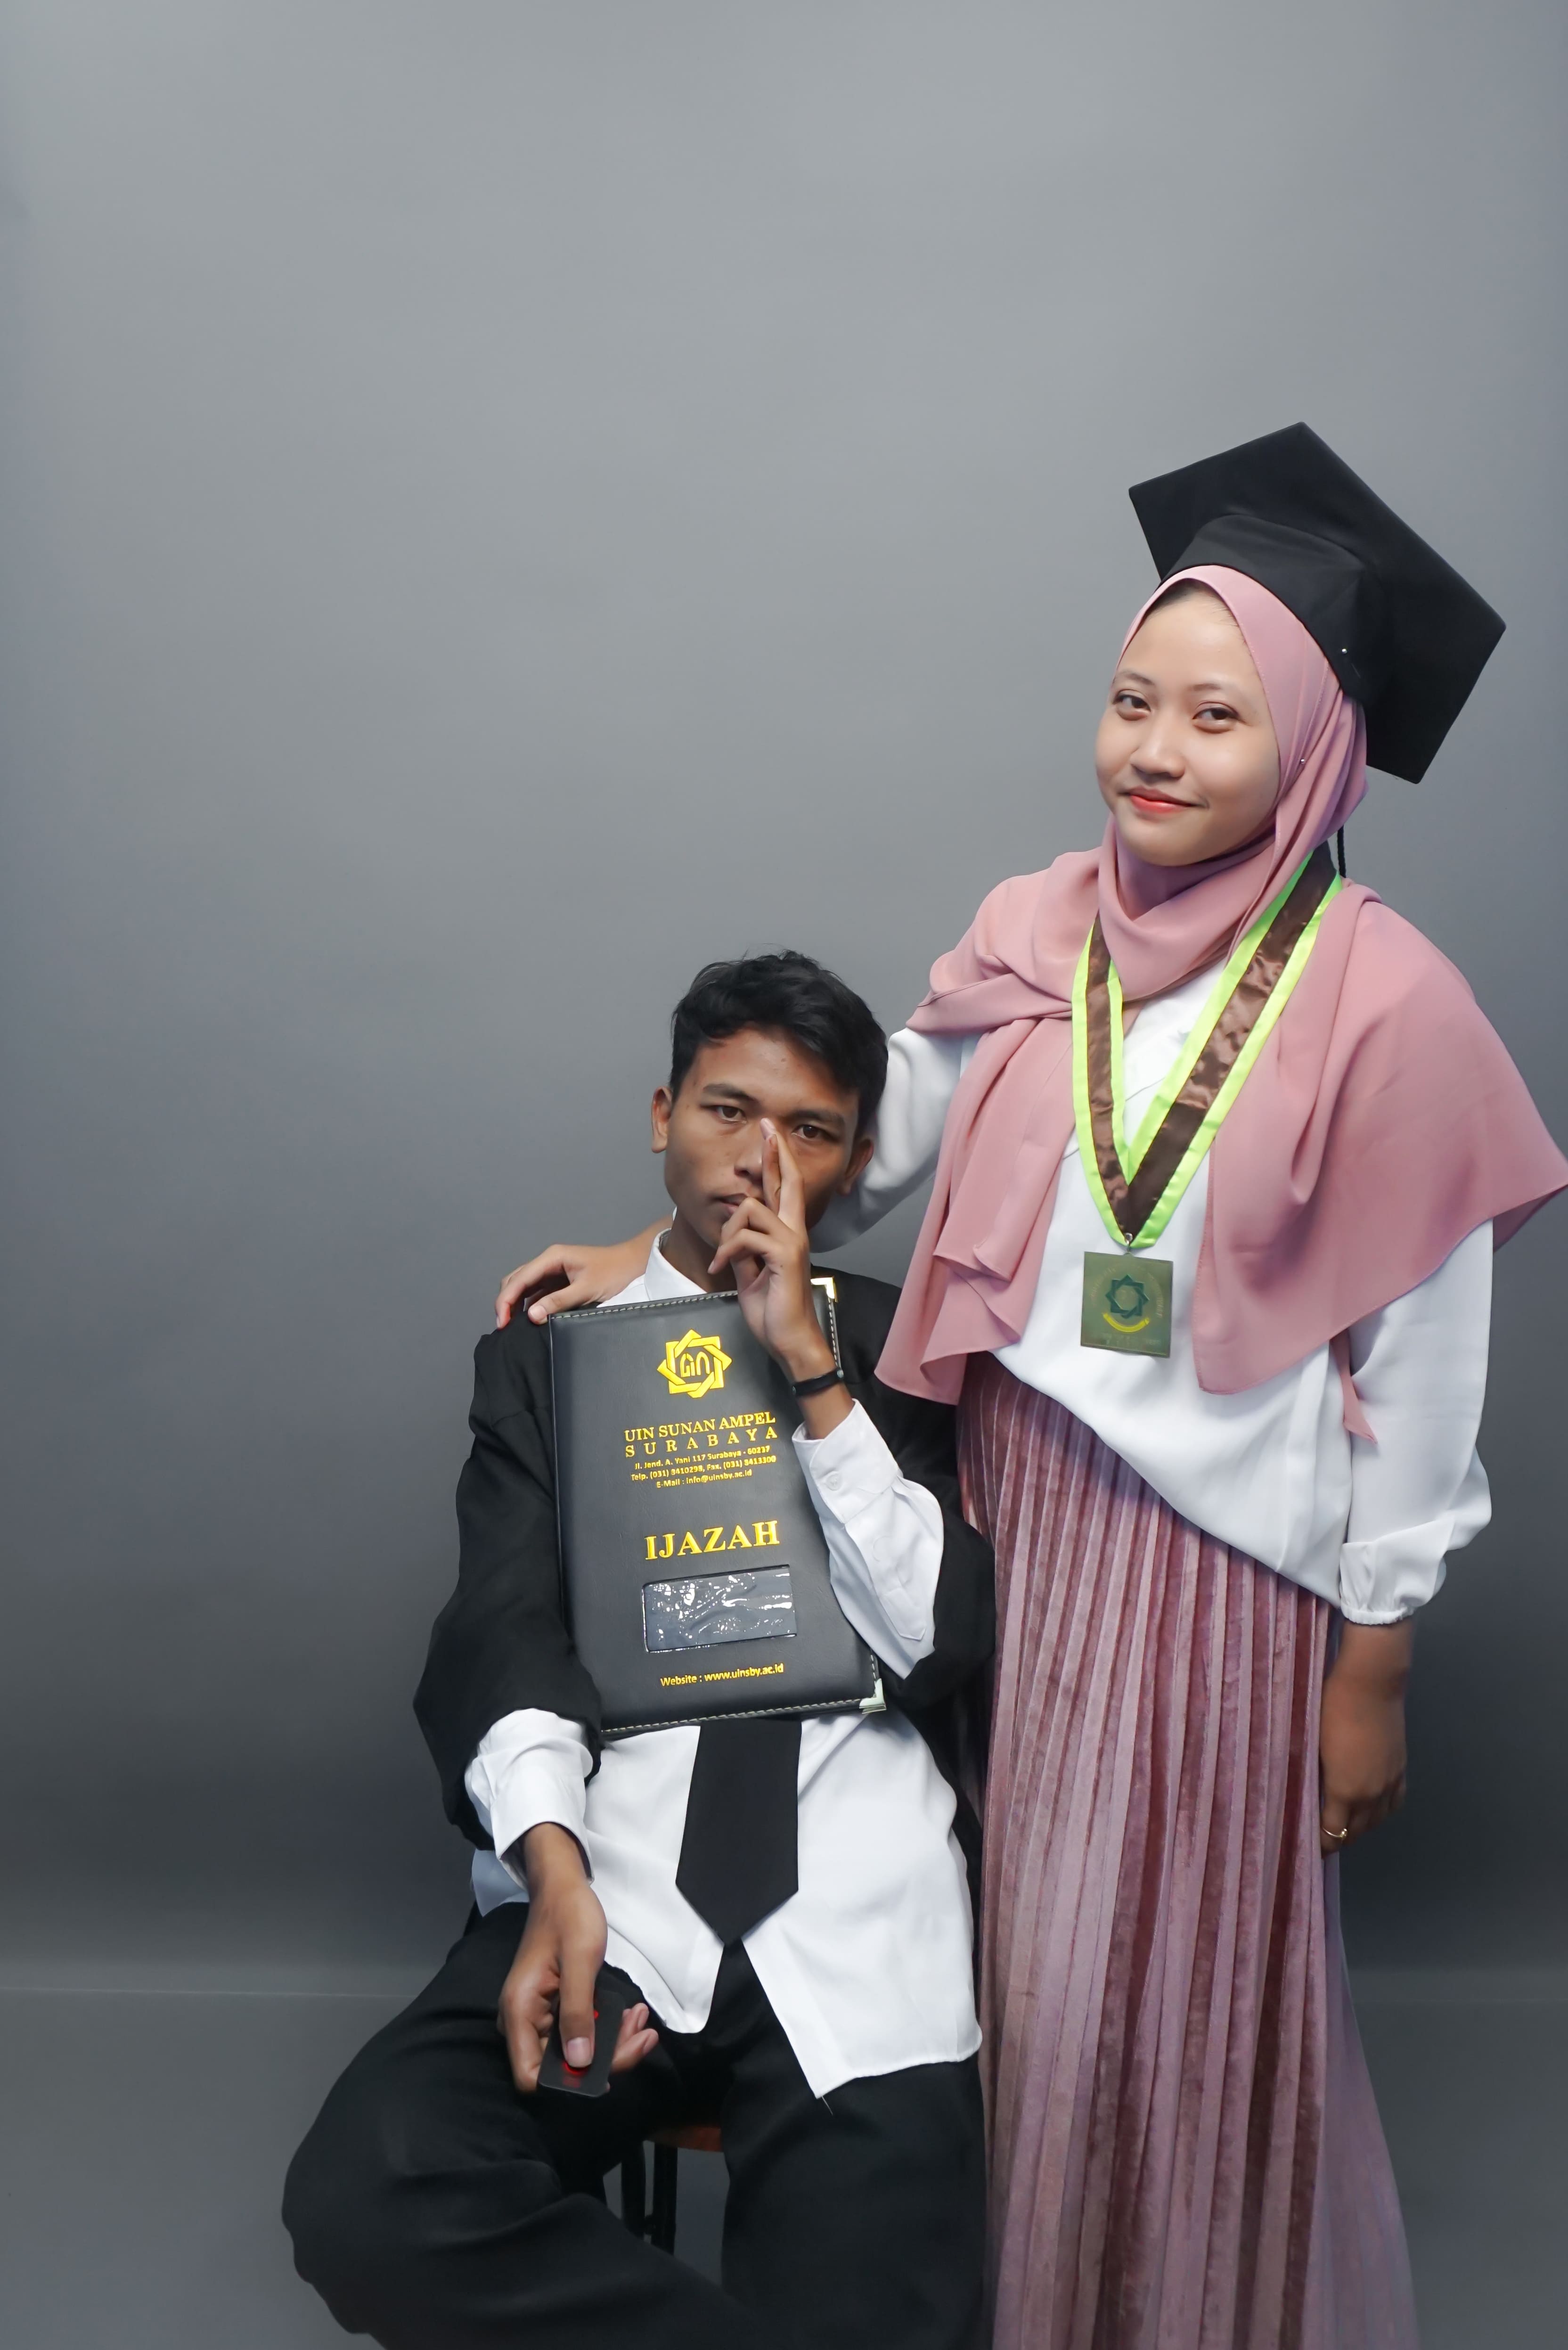 UIN SUNAN AMPEL
SURABAYA
Jl. Jend. A. Yani 117 Surabaya - 60237
Telp. (031) 8410298, Fax. (031) 8413300
E-Mail : info@uinsby.ac.id
IJAZAH
Website : www.uinsby.ac.id